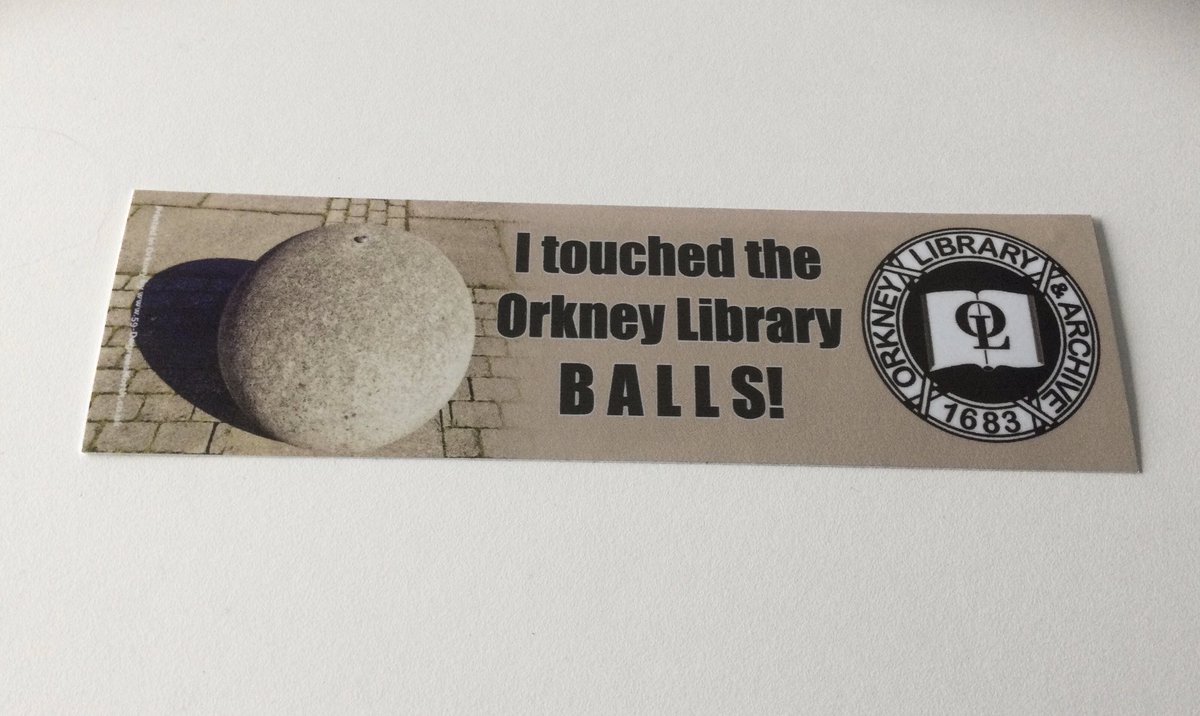 I touched the
Orkney Library
BALLS!
ORKNEY LIBRARY & ARCHIVE
1683
OL